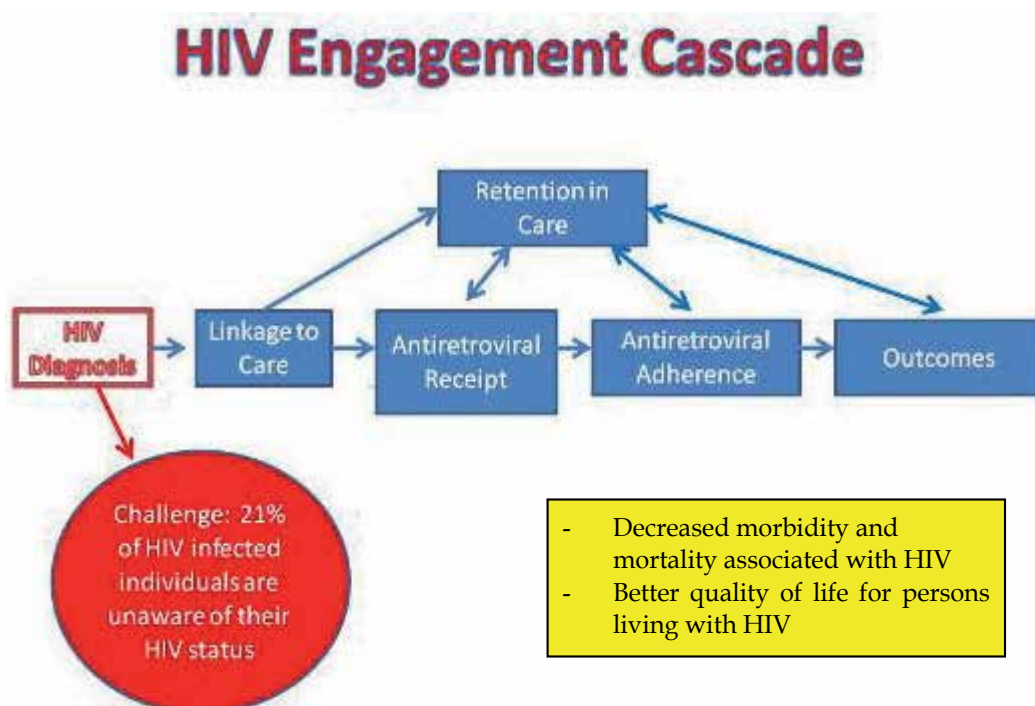 HIV Engagement Cascade
Retention in
Care
HIV
Diagnosis
Linkage to
Care
Antiretroviral
Receipt
Antiretroviral
Adherence
Outcomes
Challenge: 21%
of HIV infected
individuals are
unaware of their
HIV status
- Decreased morbidity and
mortality associated with HIV
- Better quality of life for persons
living with HIV